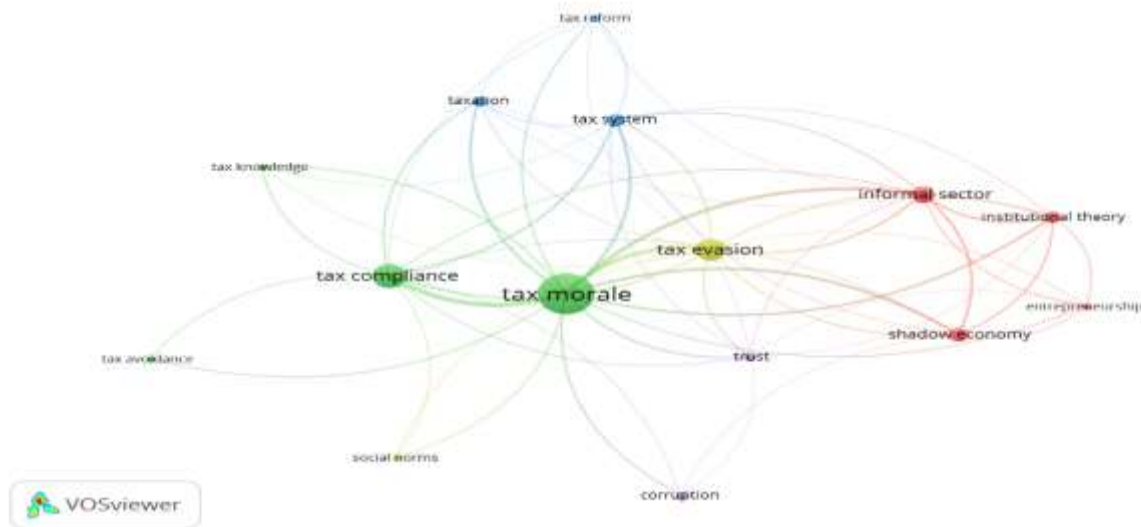 tax reform
taxation
tax system
tax knowledge
informal sector
institutional theory
tax evasion
tax compliance
tax morale
entrepreneurship
shadow economy
trust
tax avoidance
social norms
corruption
VOSviewer